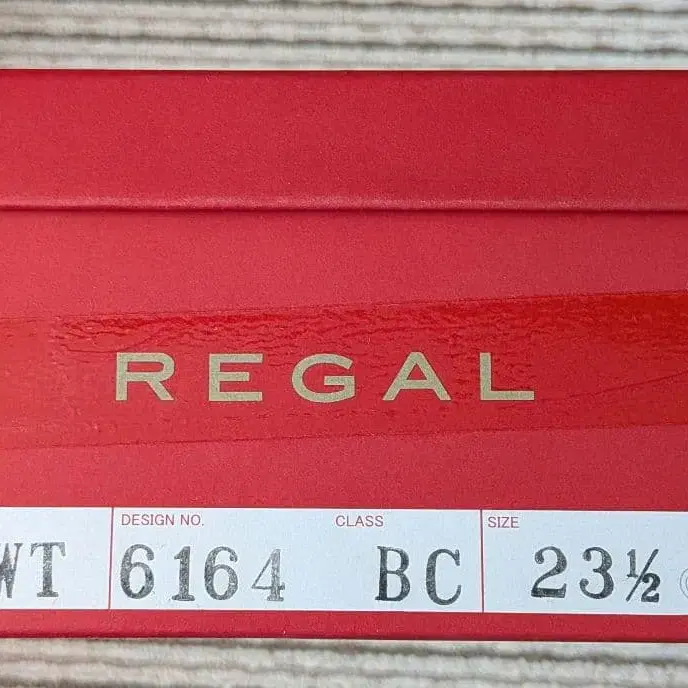 REGAL
DESIGN NO. CLASS SIZE
WT 6164 BC 23½